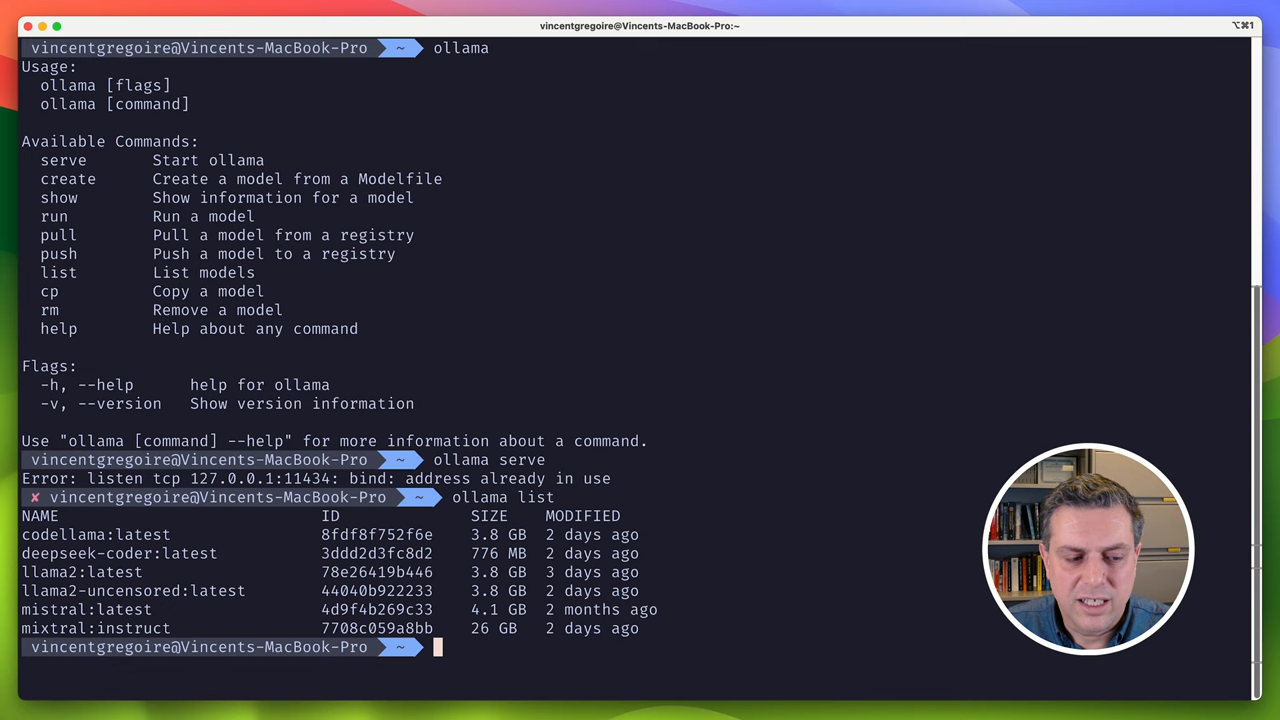 vincentgregoire@Vincents-MacBook-Pro:~
⌥⌘1
vincentgregoire@Vincents-MacBook-Pro ~ ollama
Usage:
ollama [flags]
ollama [command]
Available Commands:
serve Start ollama
create Create a model from a Modelfile
show Show information for a model
run Run a model
pull Pull a model from a registry
push Push a model to a registry
list List models
cp Copy a model
rm Remove a model
help Help about any command
Flags:
-h, --help help for ollama
-v, --version Show version information
Use "ollama [command] --help" for more information about a command.
vincentgregoire@Vincents-MacBook-Pro ~ ollama serve
Error: listen tcp 127.0.0.1:11434: bind: address already in use
✘ vincentgregoire@Vincents-MacBook-Pro ~ ollama list
NAME ID SIZE MODIFIED
codellama:latest 8fdf8f752f6e 3.8 GB 2 days ago
deepseek-coder:latest 3ddd2d3fc8d2 776 MB 2 days ago
llama2:latest 78e26419b446 3.8 GB 3 days ago
llama2-uncensored:latest 44040b922233 3.8 GB 2 days ago
mistral:latest 4d9f4b269c33 4.1 GB 2 months ago
mixtral:instruct 7708c059a8bb 26 GB 2 days ago
vincentgregoire@Vincents-MacBook-Pro ~